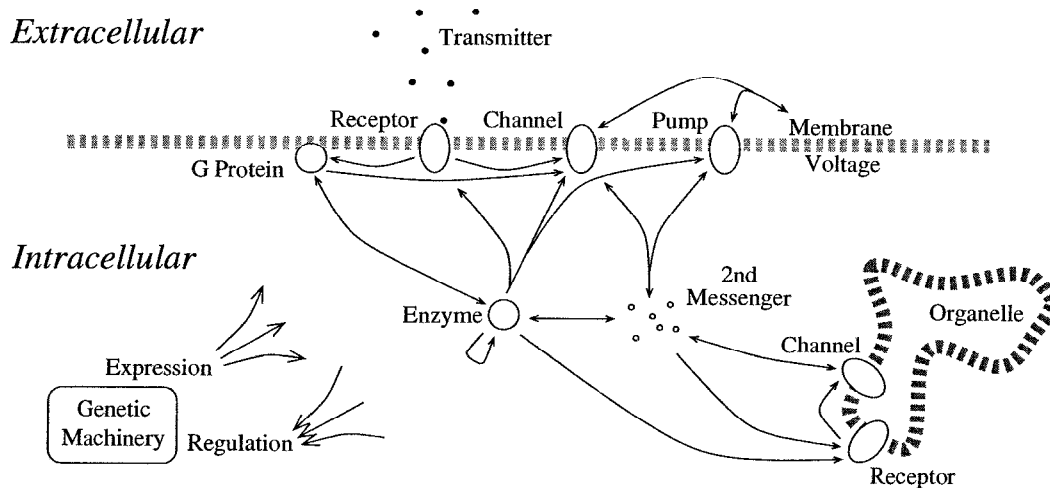 Extracellular
Transmitter
Receptor
Channel
Pump
Membrane
Voltage
G Protein
Intracellular
2nd
Messenger
Enzyme
Organelle
Channel
Expression
Genetic
Machinery
Regulation
Receptor